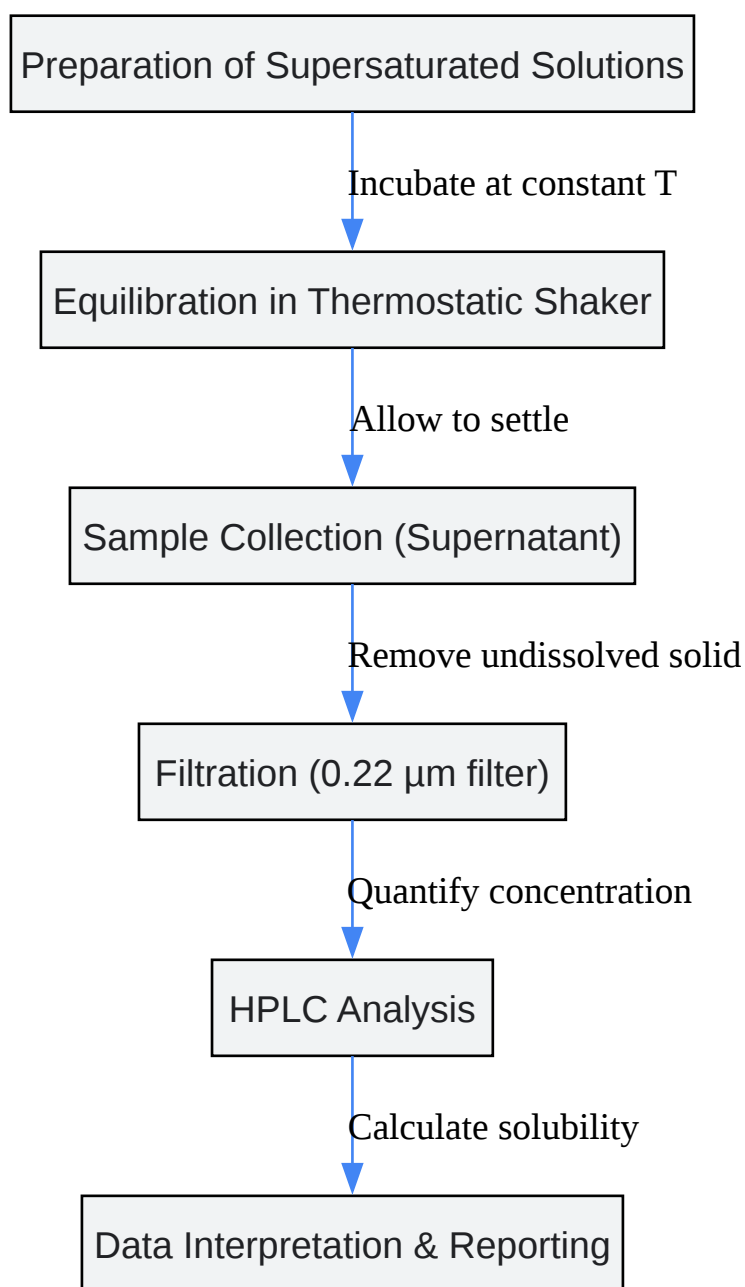 Preparation of Supersaturated Solutions
Incubate at constant T
Equilibration in Thermostatic Shaker
Allow to settle
Sample Collection (Supernatant)
Remove undissolved solid
Filtration (0.22 µm filter)
Quantify concentration
HPLC Analysis
Calculate solubility
Data Interpretation & Reporting